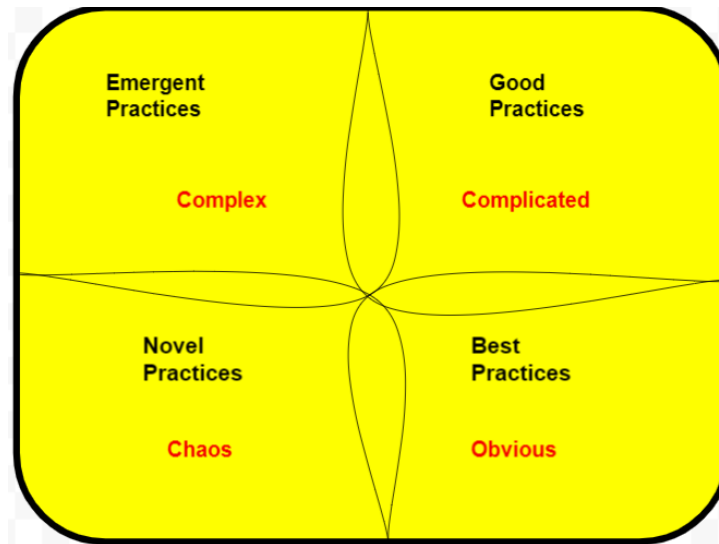 Emergent
Practices
Complex
Good
Practices
Complicated
Novel
Practices
Chaos
Best
Practices
Obvious